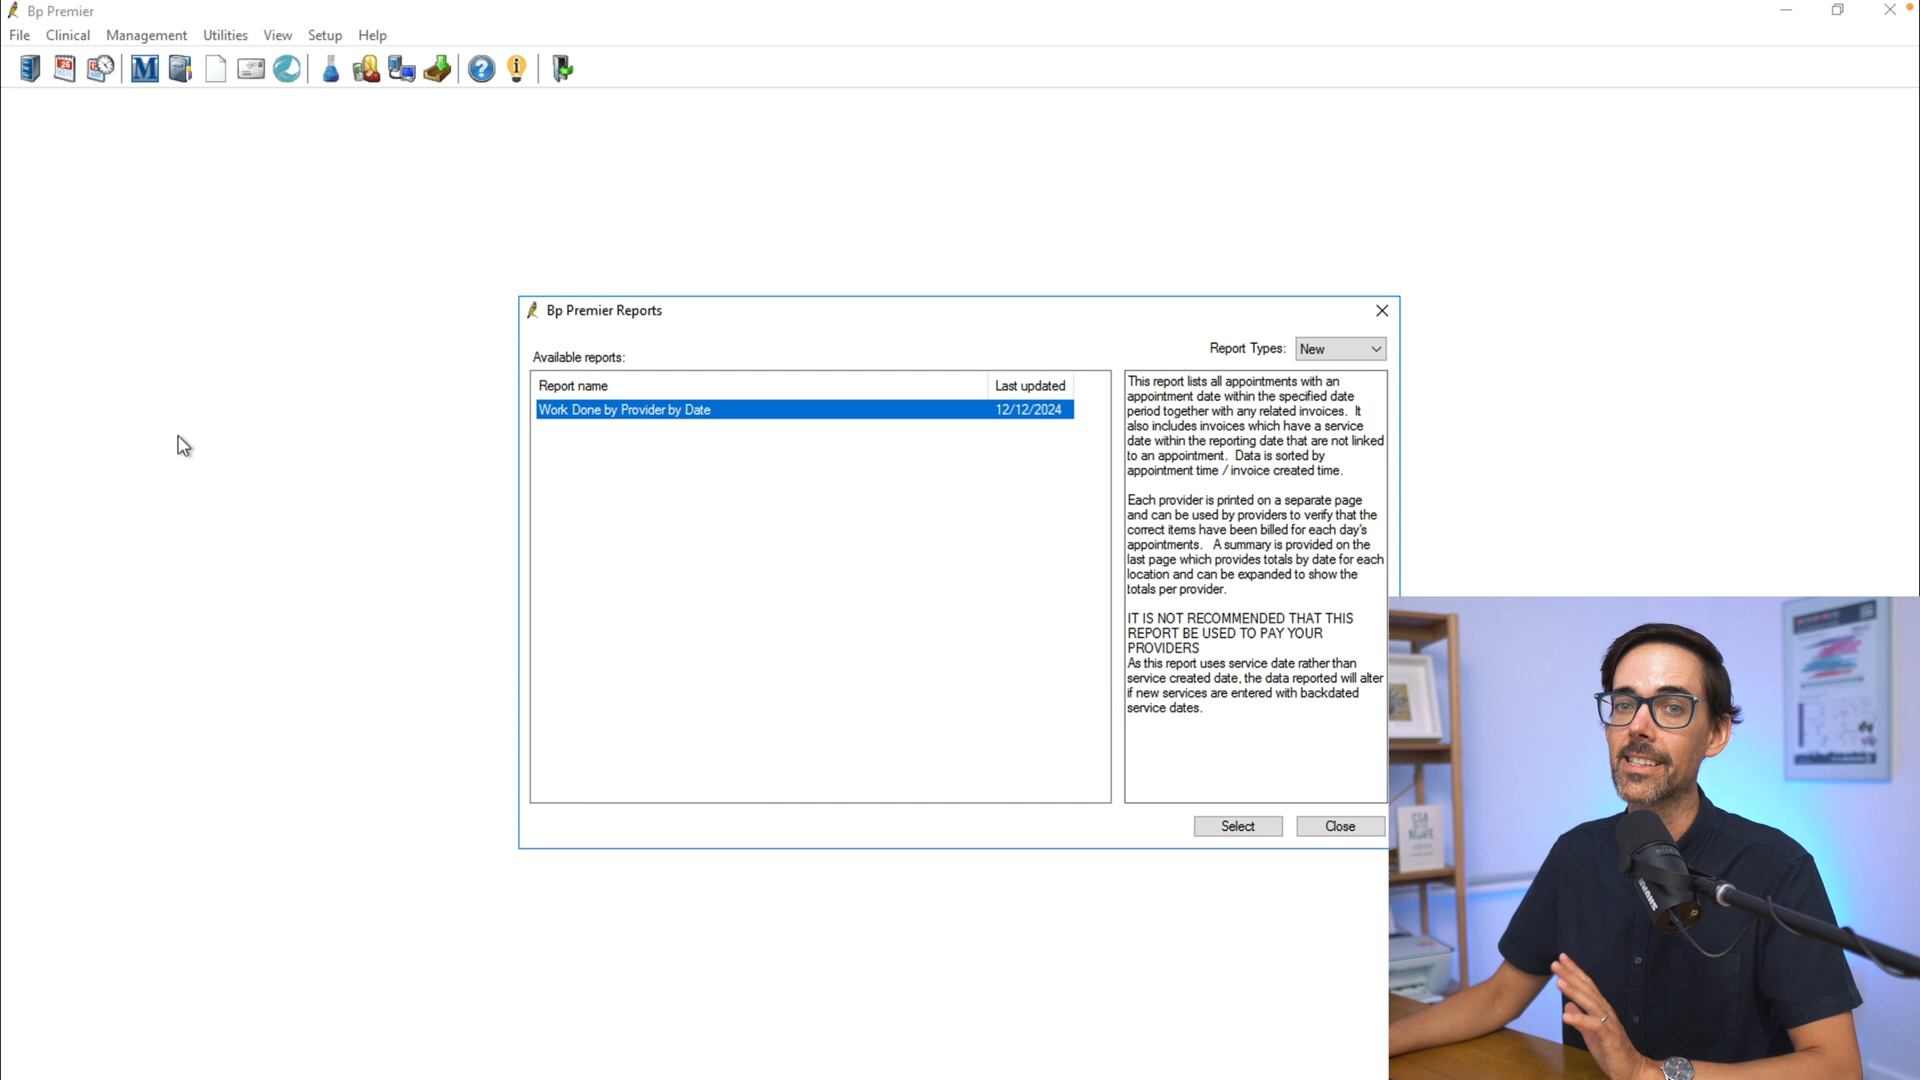 Bp Premier
File Clinical Management Utilities View Setup Help
26
M
Bp Premier Reports
Report Types: New
Available reports:
Report name Last updated
Work Done by Provider by Date 12/12/2024
This report lists all appointments with an
appointment date within the specified date
period together with any related invoices. It
also includes invoices which have a service
date within the reporting date that are not linked
to an appointment. Data is sorted by
appointment time / invoice created time.
Each provider is printed on a separate page
and can be used by providers to verify that the
correct items have been billed for each day's
appointments. A summary is provided on the
last page which provides totals by date for each
location and can be expanded to show the
totals per provider.
IT IS NOT RECOMMENDED THAT THIS
REPORT BE USED TO PAY YOUR
PROVIDERS
As this report uses service date rather than
service created date, the data reported will alter
if new services are entered with backdated
service dates.
Select Close
SHURE